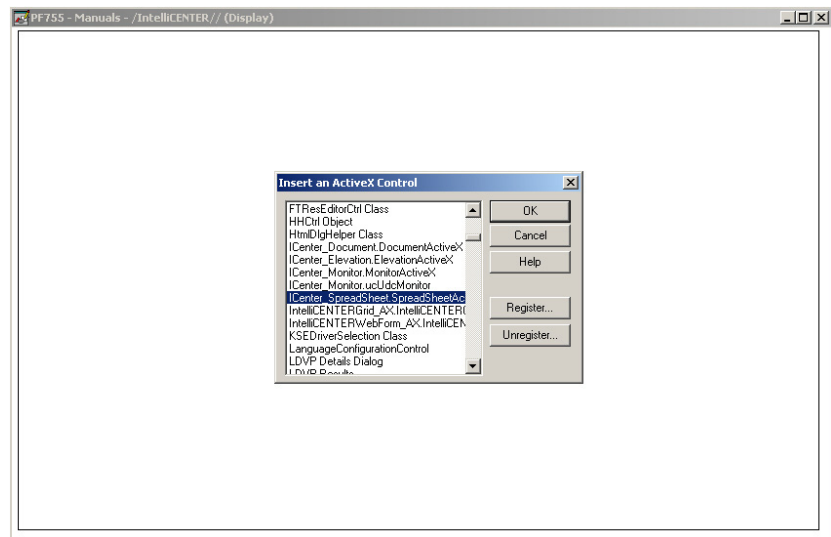 PF755 - Manuals - /IntelliCENTER// (Display)
Insert an ActiveX Control
FTResEditorCtrl Class
HHCtrl Object
HtmlDlgHelper Class
ICenter_Document.DocumentActiveX
ICenter_Elevation.ElevationActiveX
ICenter_Monitor.MonitorActiveX
ICenter_Monitor.ucUdcMonitor
ICenter_SpreadSheet.SpreadSheetAc
IntelliCENTERGrid_AX.IntelliCENTER(
IntelliCENTERWebForm_AX.IntelliCEN
KSEDriverSelection Class
LanguageConfigurationControl
LDVP Details Dialog
LDVP Results
OK
Cancel
Help
Register...
Unregister...